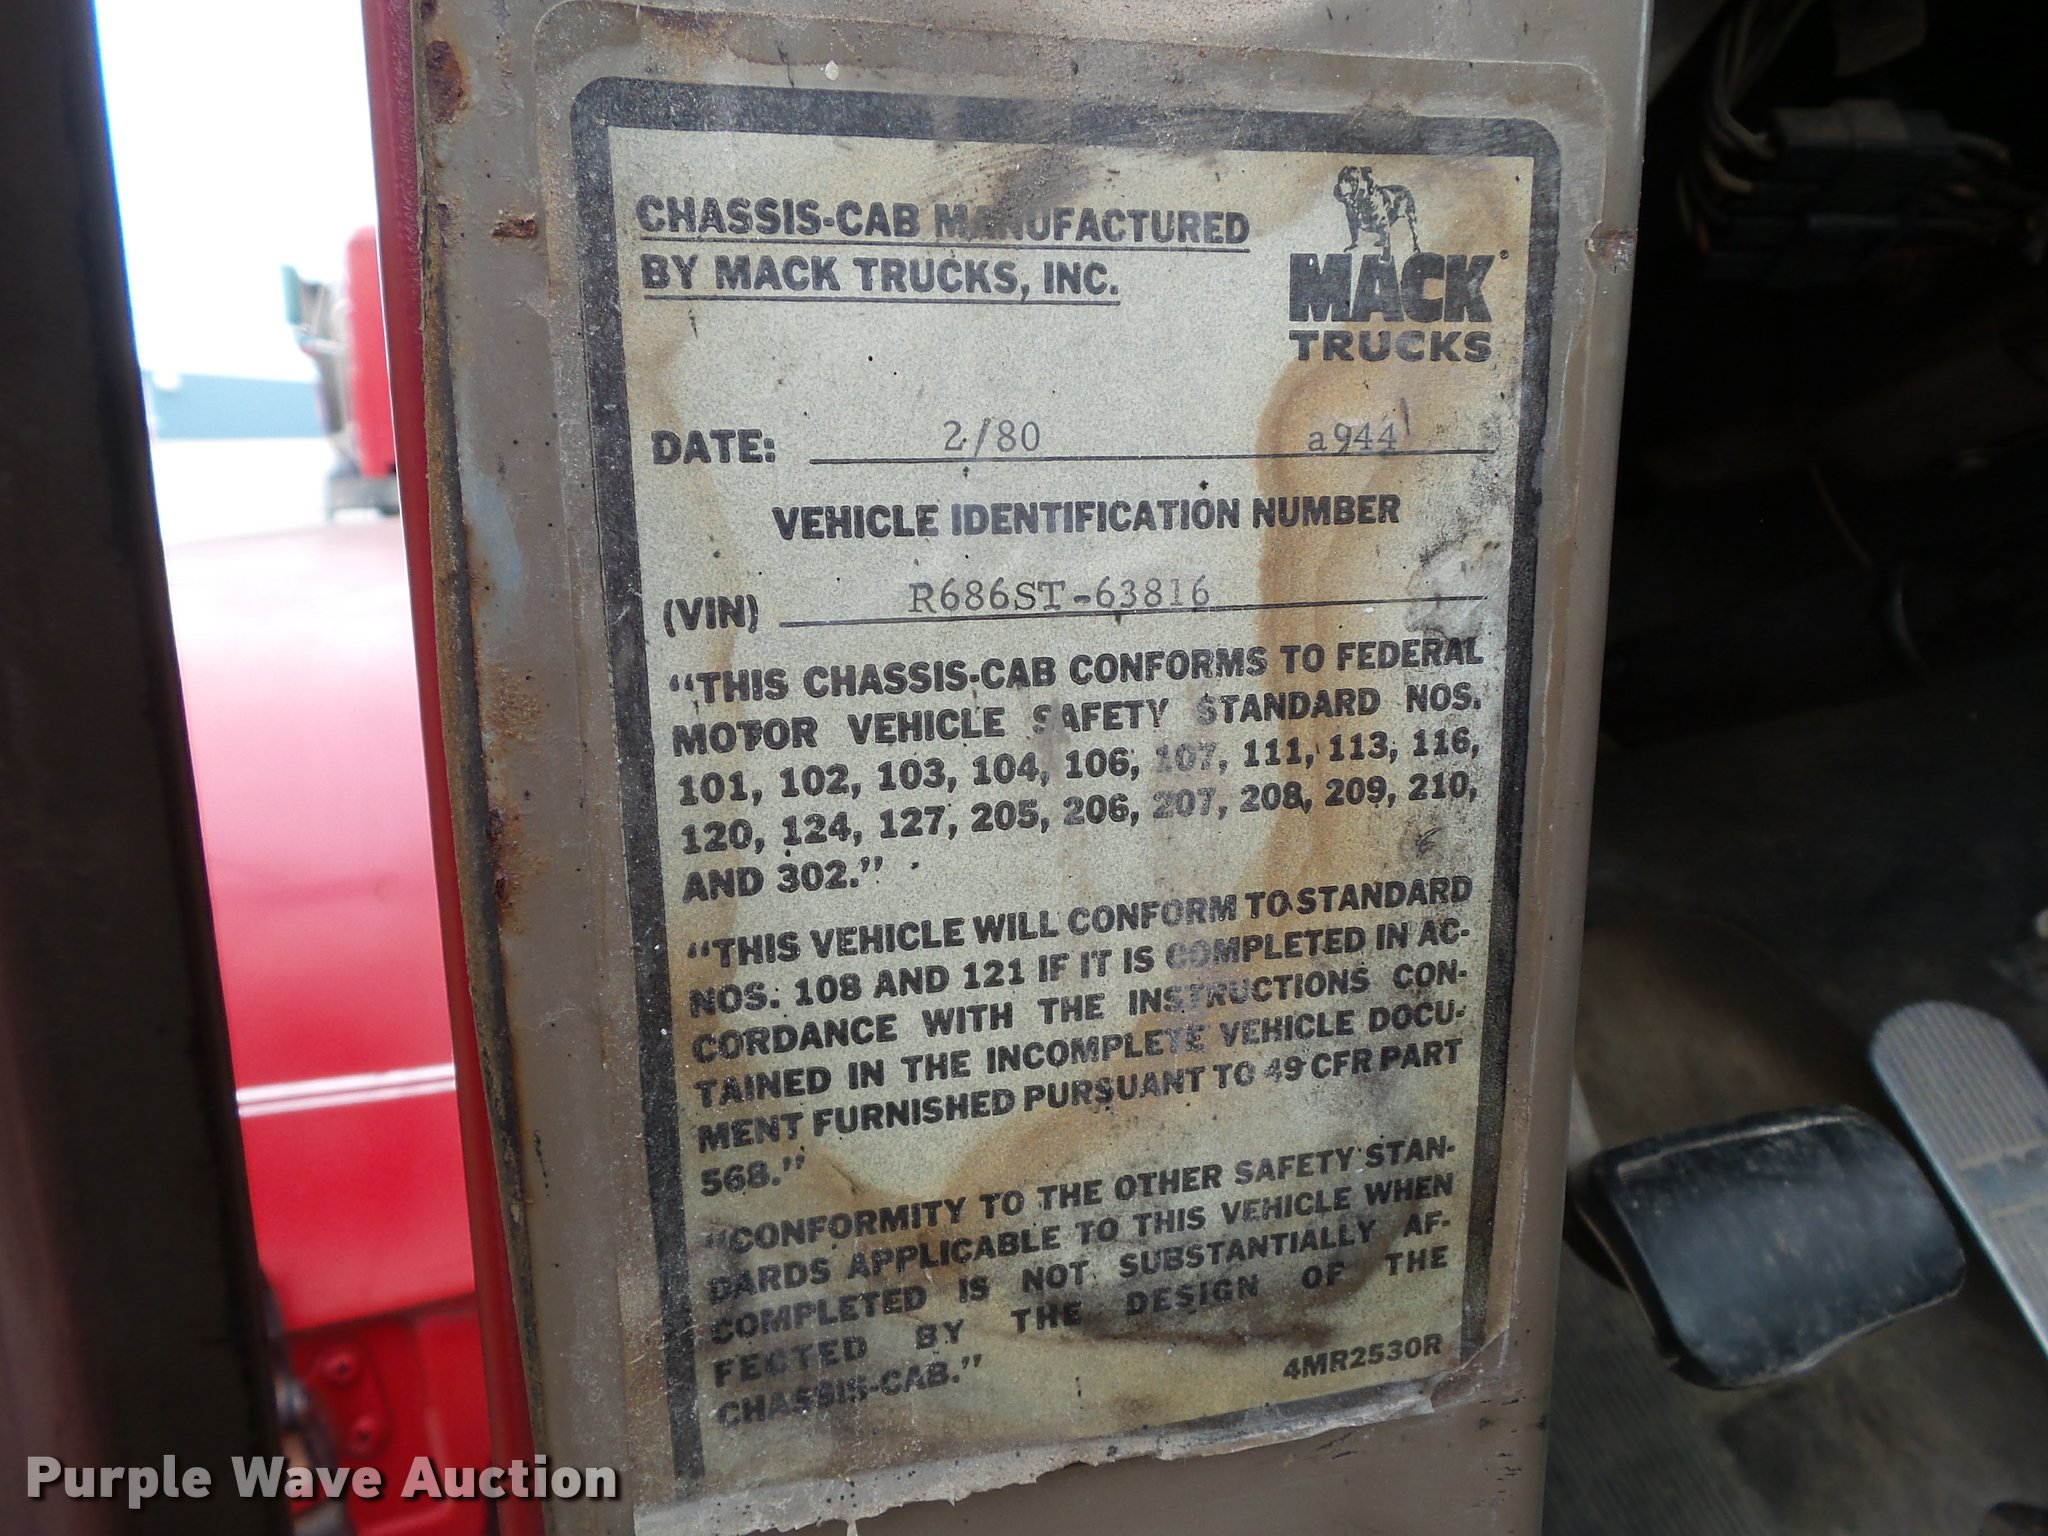 CHASSIS-CAB MANUFACTURED
BY MACK TRUCKS, INC.
MACK®
TRUCKS
DATE: 2/80 a944
VEHICLE IDENTIFICATION NUMBER
(VIN) R686ST-63816
“THIS CHASSIS-CAB CONFORMS TO FEDERAL
MOTOR VEHICLE SAFETY STANDARD NOS.
101, 102, 103, 104, 106, 107, 111, 113, 116,
120, 124, 127, 205, 206, 207, 208, 209, 210,
AND 302.”
“THIS VEHICLE WILL CONFORM TO STANDARD
NOS. 108 AND 121 IF IT IS COMPLETED IN AC-
CORDANCE WITH THE INSTRUCTIONS CON-
TAINED IN THE INCOMPLETE VEHICLE DOCU-
MENT FURNISHED PURSUANT TO 49 CFR PART
568.”
“CONFORMITY TO THE OTHER SAFETY STAN-
DARDS APPLICABLE TO THIS VEHICLE WHEN
COMPLETED IS NOT SUBSTANTIALLY AF-
FECTED BY THE DESIGN OF THE
CHASSIS-CAB.”
4MR2530R
Purple Wave Auction